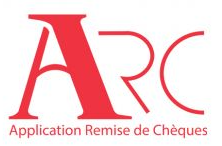 ARC
Application Remise de Chèques